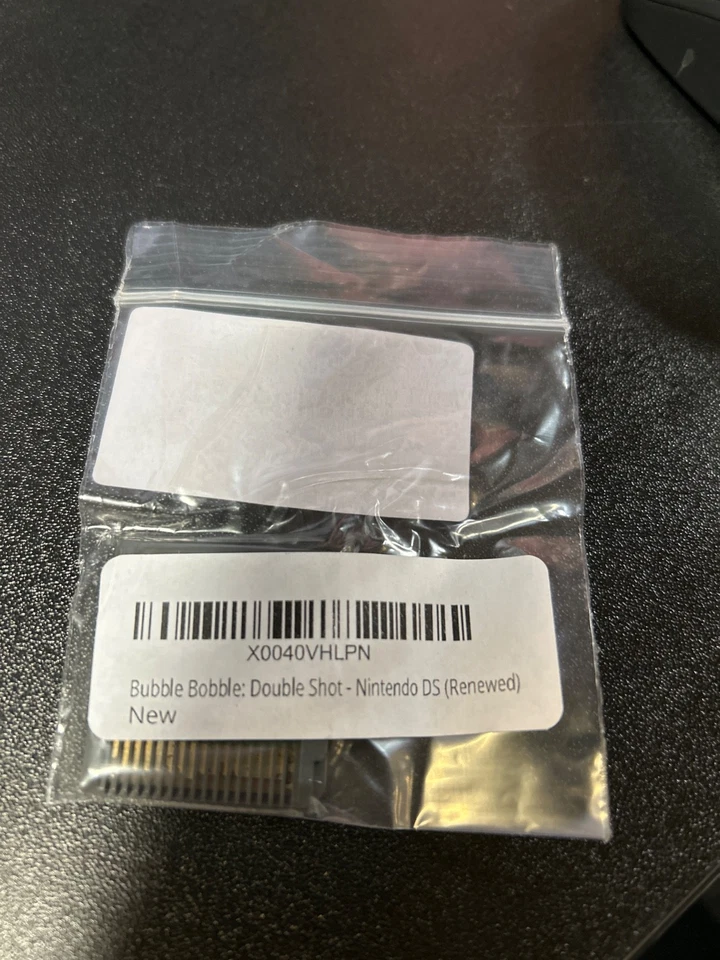 X0040VHLPN
Bubble Bobble: Double Shot - Nintendo DS (Renewed)
New